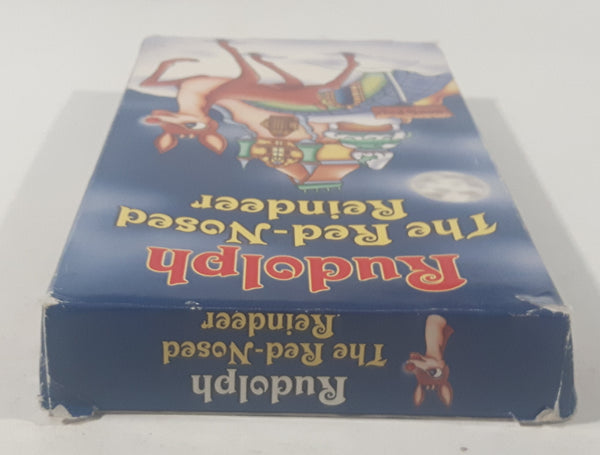 Rudolph
The Red-Nosed
Reindeer
Rudolph
The Red-Nosed
Reindeer